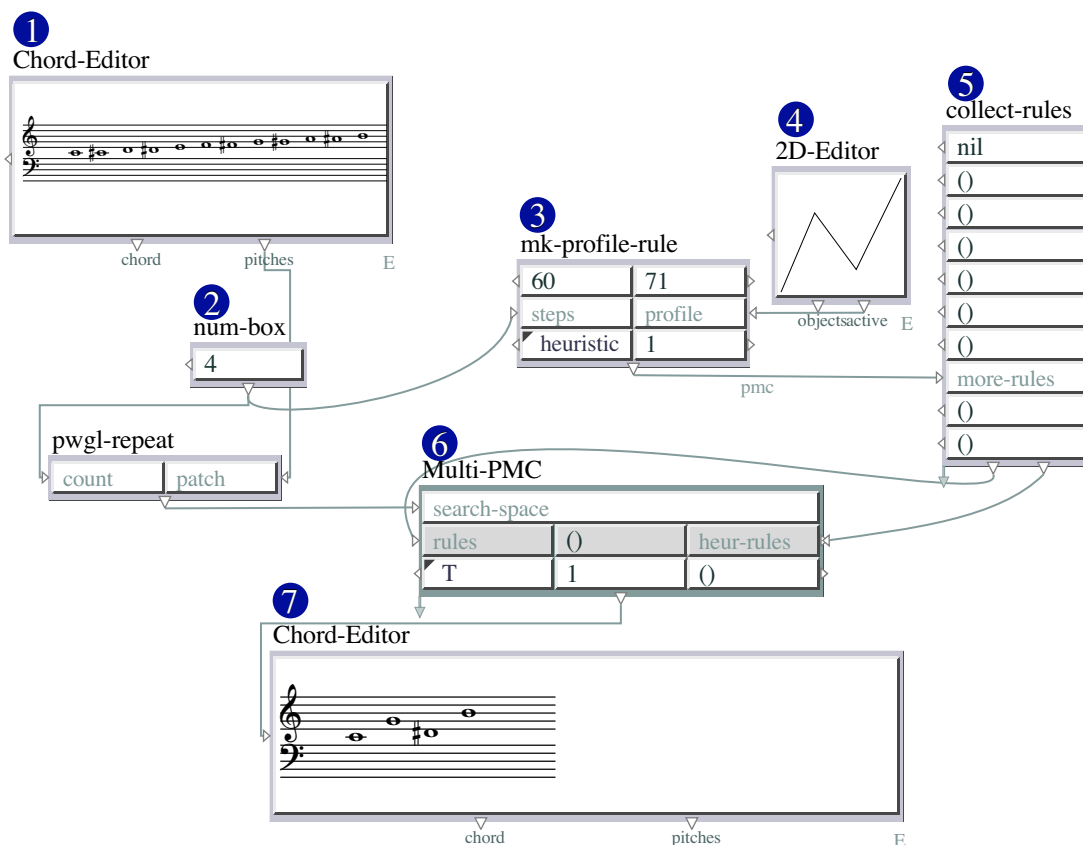 1
Chord-Editor
chord
pitches
E
2
num-box
4
pwgl-repeat
count
patch
3
mk-profile-rule
60
71
steps
profile
heuristic
1
pmc
4
2D-Editor
objectsactive
E
5
collect-rules
nil
()
()
()
()
()
()
more-rules
()
()
6
Multi-PMC
search-space
rules
()
heur-rules
T
1
()
7
Chord-Editor
chord
pitches
E